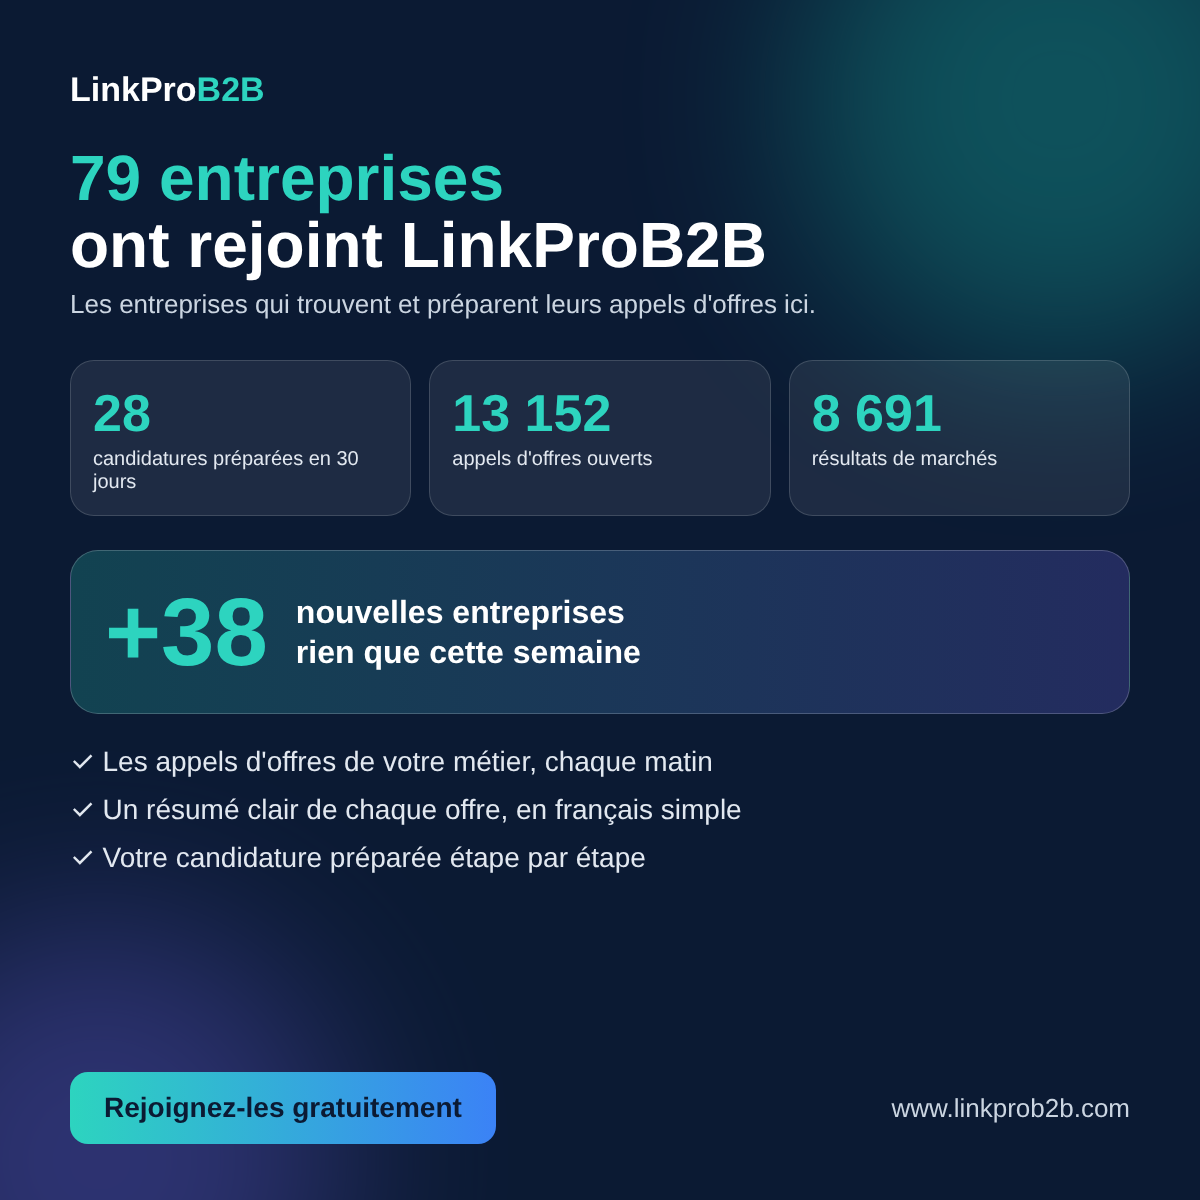 LinkProB2B
79 entreprises
ont rejoint LinkProB2B
Les entreprises qui trouvent et préparent leurs appels d'offres ici.
28
candidatures préparées en 30
jours
13 152
appels d'offres ouverts
8 691
résultats de marchés
+38
nouvelles entreprises
rien que cette semaine
✓ Les appels d'offres de votre métier, chaque matin
✓ Un résumé clair de chaque offre, en français simple
✓ Votre candidature préparée étape par étape
Rejoignez-les gratuitement
www.linkprob2b.com